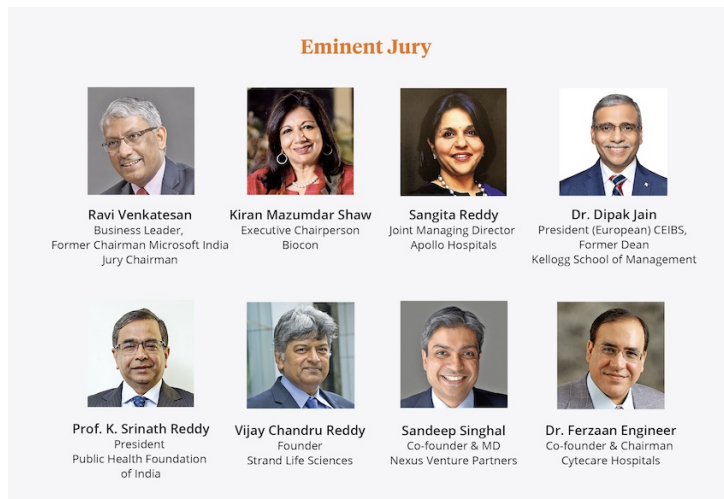 Eminent Jury
Ravi Venkatesan
Business Leader,
Former Chairman Microsoft India
Jury Chairman
Kiran Mazumdar Shaw
Executive Chairperson
Biocon
Sangita Reddy
Joint Managing Director
Apollo Hospitals
Dr. Dipak Jain
President (European) CEIBS,
Former Dean
Kellogg School of Management
Prof. K. Srinath Reddy
President
Public Health Foundation
of India
Vijay Chandru Reddy
Founder
Strand Life Sciences
Sandeep Singhal
Co-founder & MD
Nexus Venture Partners
Dr. Ferzaan Engineer
Co-founder & Chairman
Cytecare Hospitals